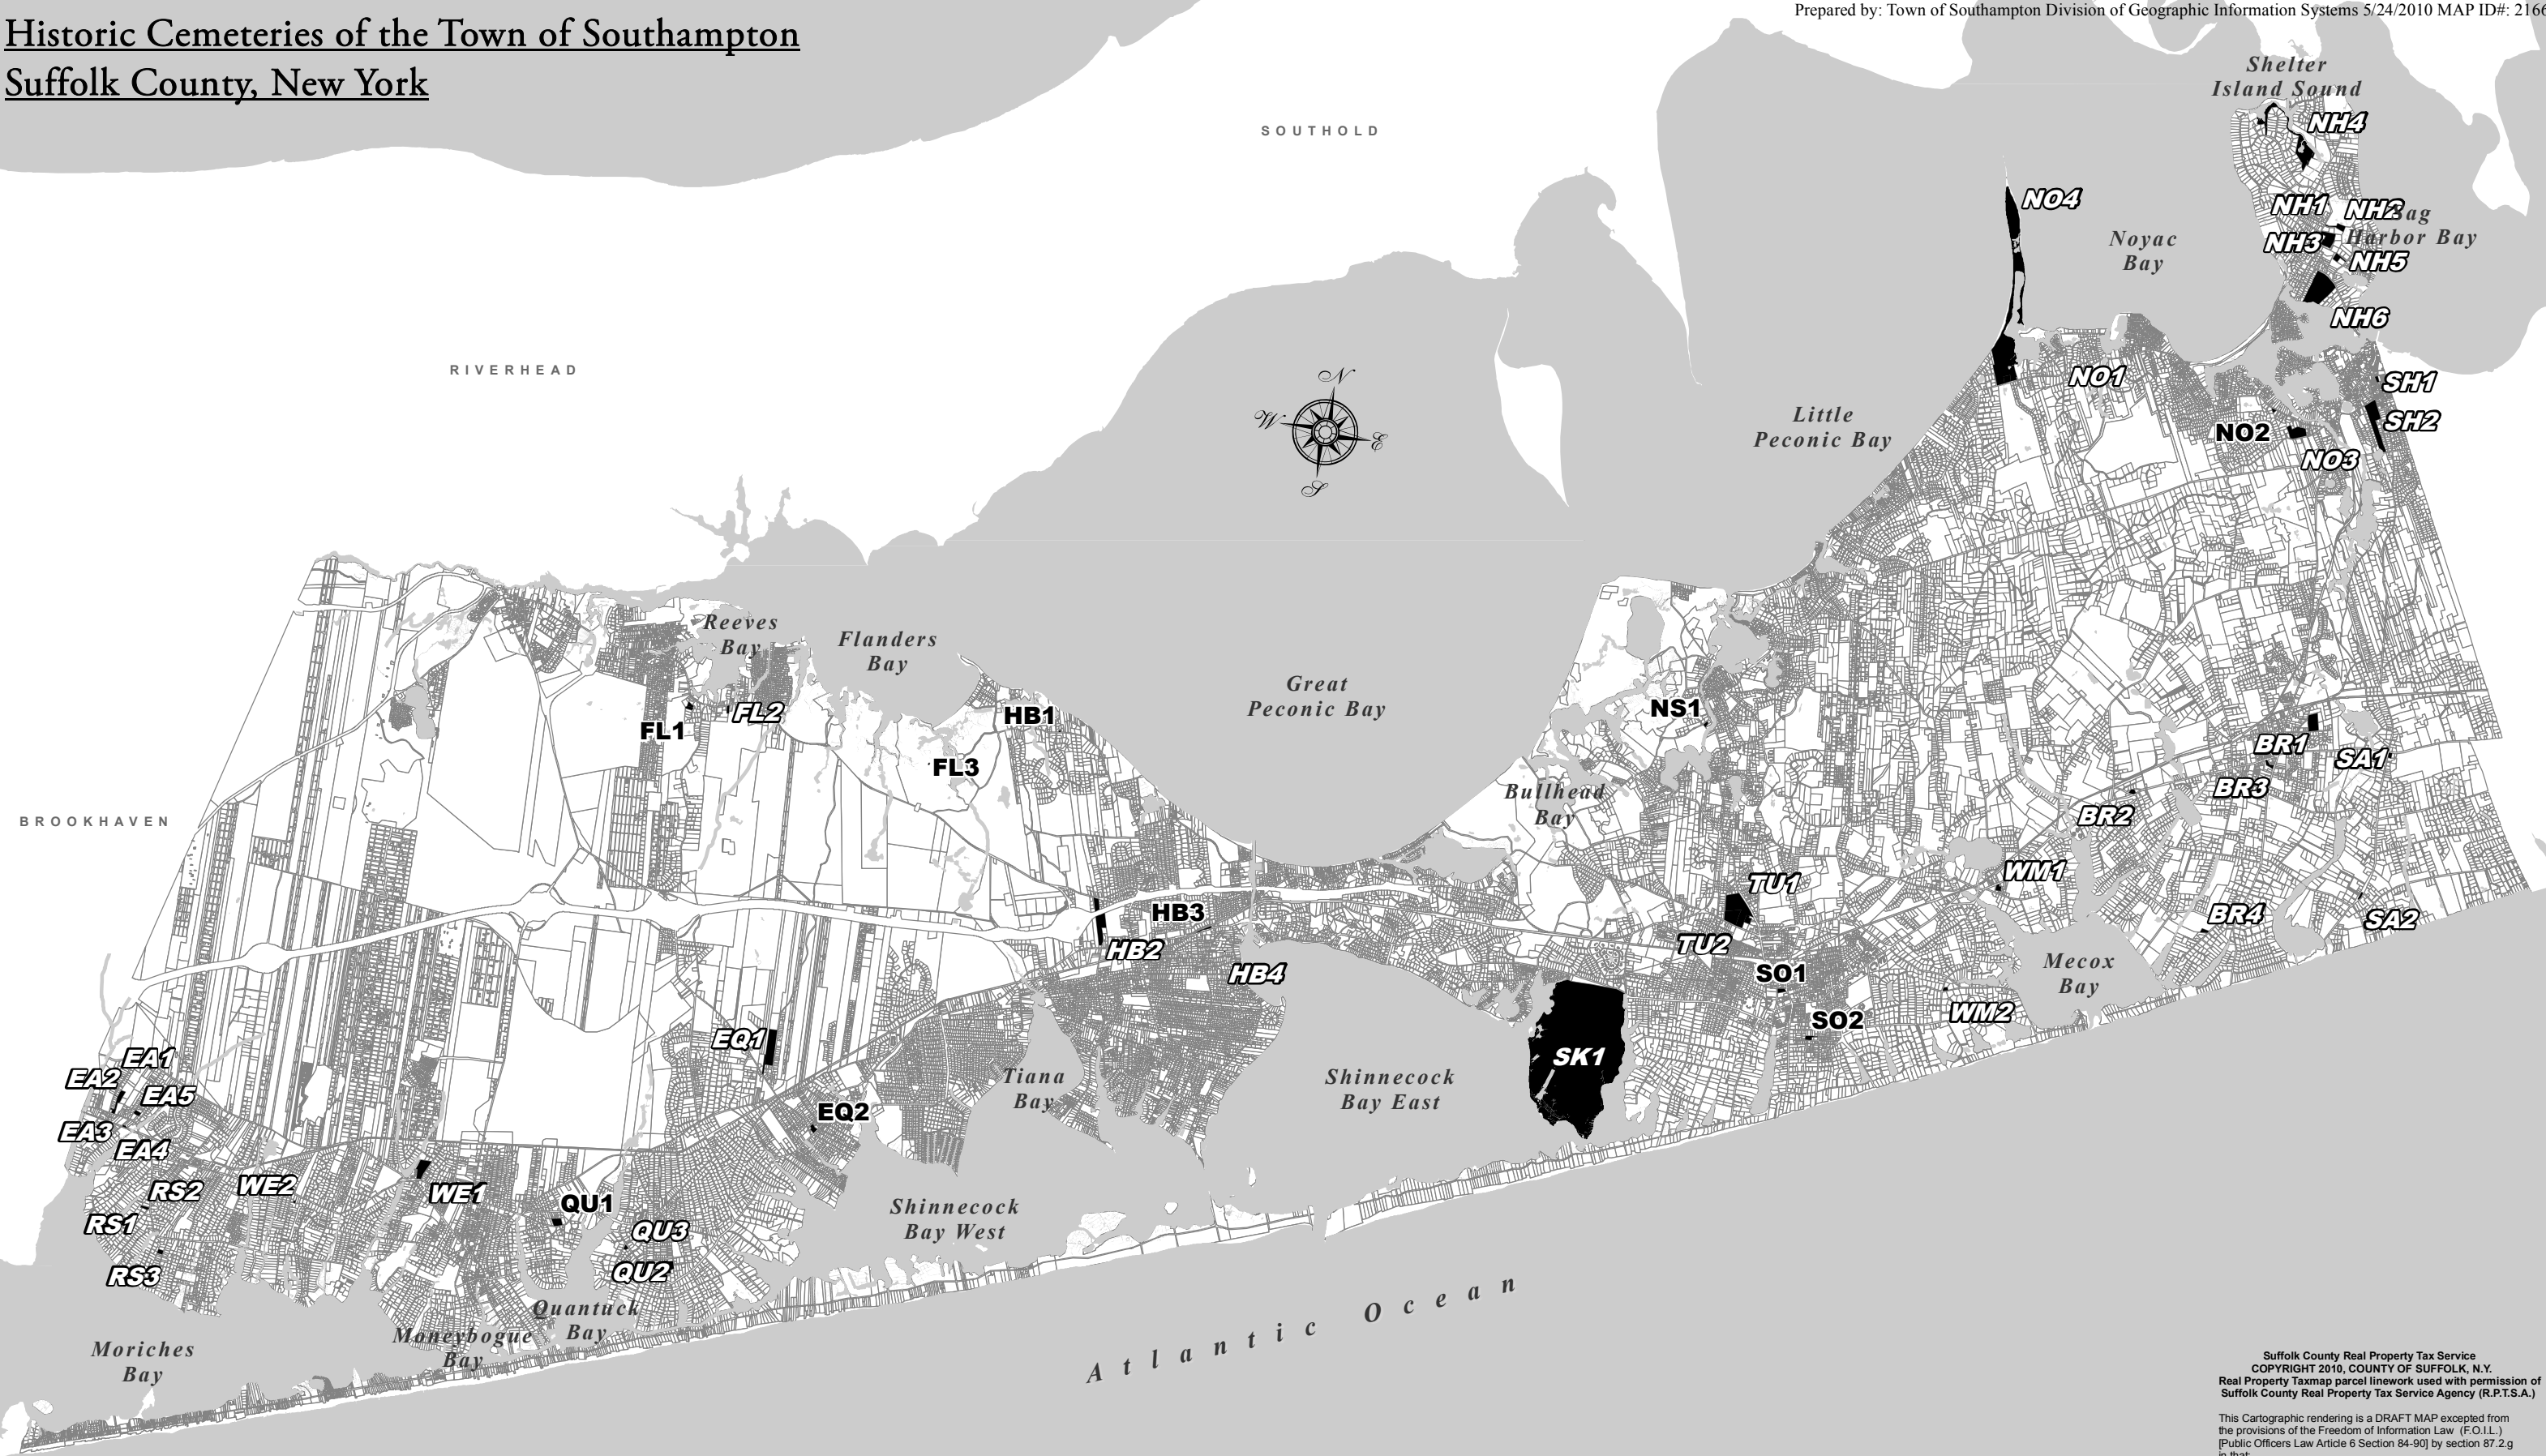 Historic Cemeteries of the Town of Southampton
Suffolk County, New York
Prepared by: Town of Southampton Division of Geographic Information Systems 5/24/2010 MAP ID#: 2166
Shelter
Island Sound
NH4
SOUTHOLD
NO4
NH1
NH2
Sag
Harbor Bay
NH3
NH5
Noyac
Bay
NH6
RIVERHEAD
N
W
E
S
NO1
SH1
SH2
Little
Peconic Bay
NO2
NO3
Reeves
Bay
Flanders
Bay
Great
Peconic Bay
FL1
FL2
HB1
FL3
NS1
BR1
SA1
BR3
BR2
Bullhead
Bay
BROOKHAVEN
WM1
TU1
HB3
HB2
HB4
TU2
BR4
SA2
SO1
Mecox
Bay
WM2
SO2
EQ1
SK1
EA1
EA2
EA5
Tiana
Bay
Shinnecock
Bay East
EQ2
EA3
EA4
RS2
WE2
WE1
QU1
RS1
QU3
Shinnecock
Bay West
RS3
QU2
Quantuck
Bay
Moneybogue
Bay
Moriches
Bay
Atlantic Ocean
Suffolk County Real Property Tax Service
COPYRIGHT 2010, COUNTY OF SUFFOLK, N.Y.
Real Property Taxmap parcel linework used with permission of
Suffolk County Real Property Tax Service Agency (R.P.T.S.A.)
This Cartographic rendering is a DRAFT MAP excepted from
the provisions of the Freedom of Information Law (F.O.I.L.)
[Public Officers Law Article 6 Section 84-90] by section 87.2.g
in that: